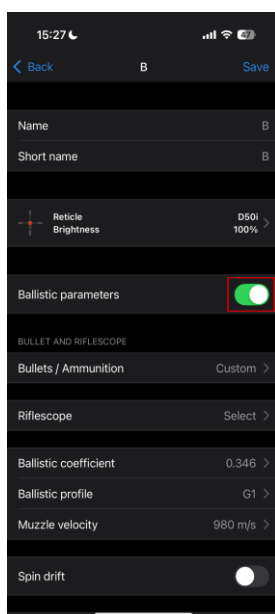 15:27
47
Back B Save
Name B
Short name B
Reticle D50i
Brightness 100%
Ballistic parameters
BULLET AND RIFLESCOPE
Bullets / Ammunition Custom
Riflescope Select
Ballistic coefficient 0.346
Ballistic profile G1
Muzzle velocity 980 m/s
Spin drift